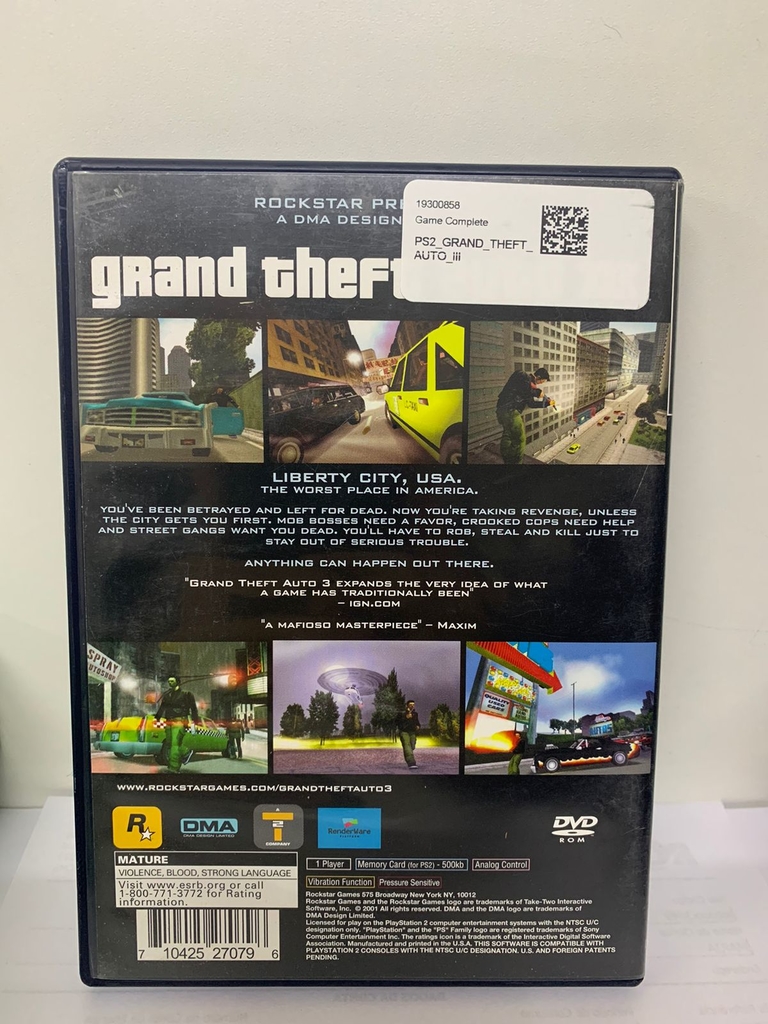 ROCKSTAR PRE
A DMA DESIGN
19300858
Game Complete
PS2_GRAND_THEFT_
AUTO_iii
grand theft
LIBERTY CITY, USA.
THE WORST PLACE IN AMERICA.
YOU'VE BEEN BETRAYED AND LEFT FOR DEAD. NOW YOU'RE TAKING REVENGE, UNLESS
THE CITY GETS YOU FIRST. MOB BOSSES NEED A FAVOR, CROOKED COPS NEED HELP
AND STREET GANGS WANT YOU DEAD. YOU'LL HAVE TO ROB, STEAL AND KILL JUST TO
STAY OUT OF SERIOUS TROUBLE.
ANYTHING CAN HAPPEN OUT THERE.
"GRAND THEFT AUTO 3 EXPANDS THE VERY IDEA OF WHAT
A GAME HAS TRADITIONALLY BEEN"
– IGN.COM
"A MAFIOSO MASTERPIECE" – MAXIM
SPRAY
QUALITY
USED
CARS
WWW.ROCKSTARGAMES.COM/GRANDTHEFTAUTO3
R
DMA
DMA DESIGN LIMITED
T
COMPANY
RenderWare
DVD
ROM
MATURE
VIOLENCE, BLOOD, STRONG LANGUAGE
Visit www.esrb.org or call
1-800-771-3772 for Rating
information.
7 10425 27079 6
1 Player Memory Card (for PS2) - 500kb Analog Control
Vibration Function Pressure Sensitive
Rockstar Games 575 Broadway New York NY, 10012
Rockstar Games and the Rockstar Games logo are trademarks of Take-Two Interactive
Software, Inc. © 2001 All rights reserved. DMA and the DMA logo are trademarks of
DMA Design Limited.
Licensed for play on the PlayStation 2 computer entertainment systems with the NTSC U/C
designation only. "PlayStation" and the "PS" Family logo are registered trademarks of Sony
Computer Entertainment Inc. The ratings icon is a trademark of the Interactive Digital Software
Association. Manufactured and printed in the U.S.A. THIS SOFTWARE IS COMPATIBLE WITH
PLAYSTATION 2 CONSOLES WITH THE NTSC U/C DESIGNATION. U.S. AND FOREIGN PATENTS
PENDING.